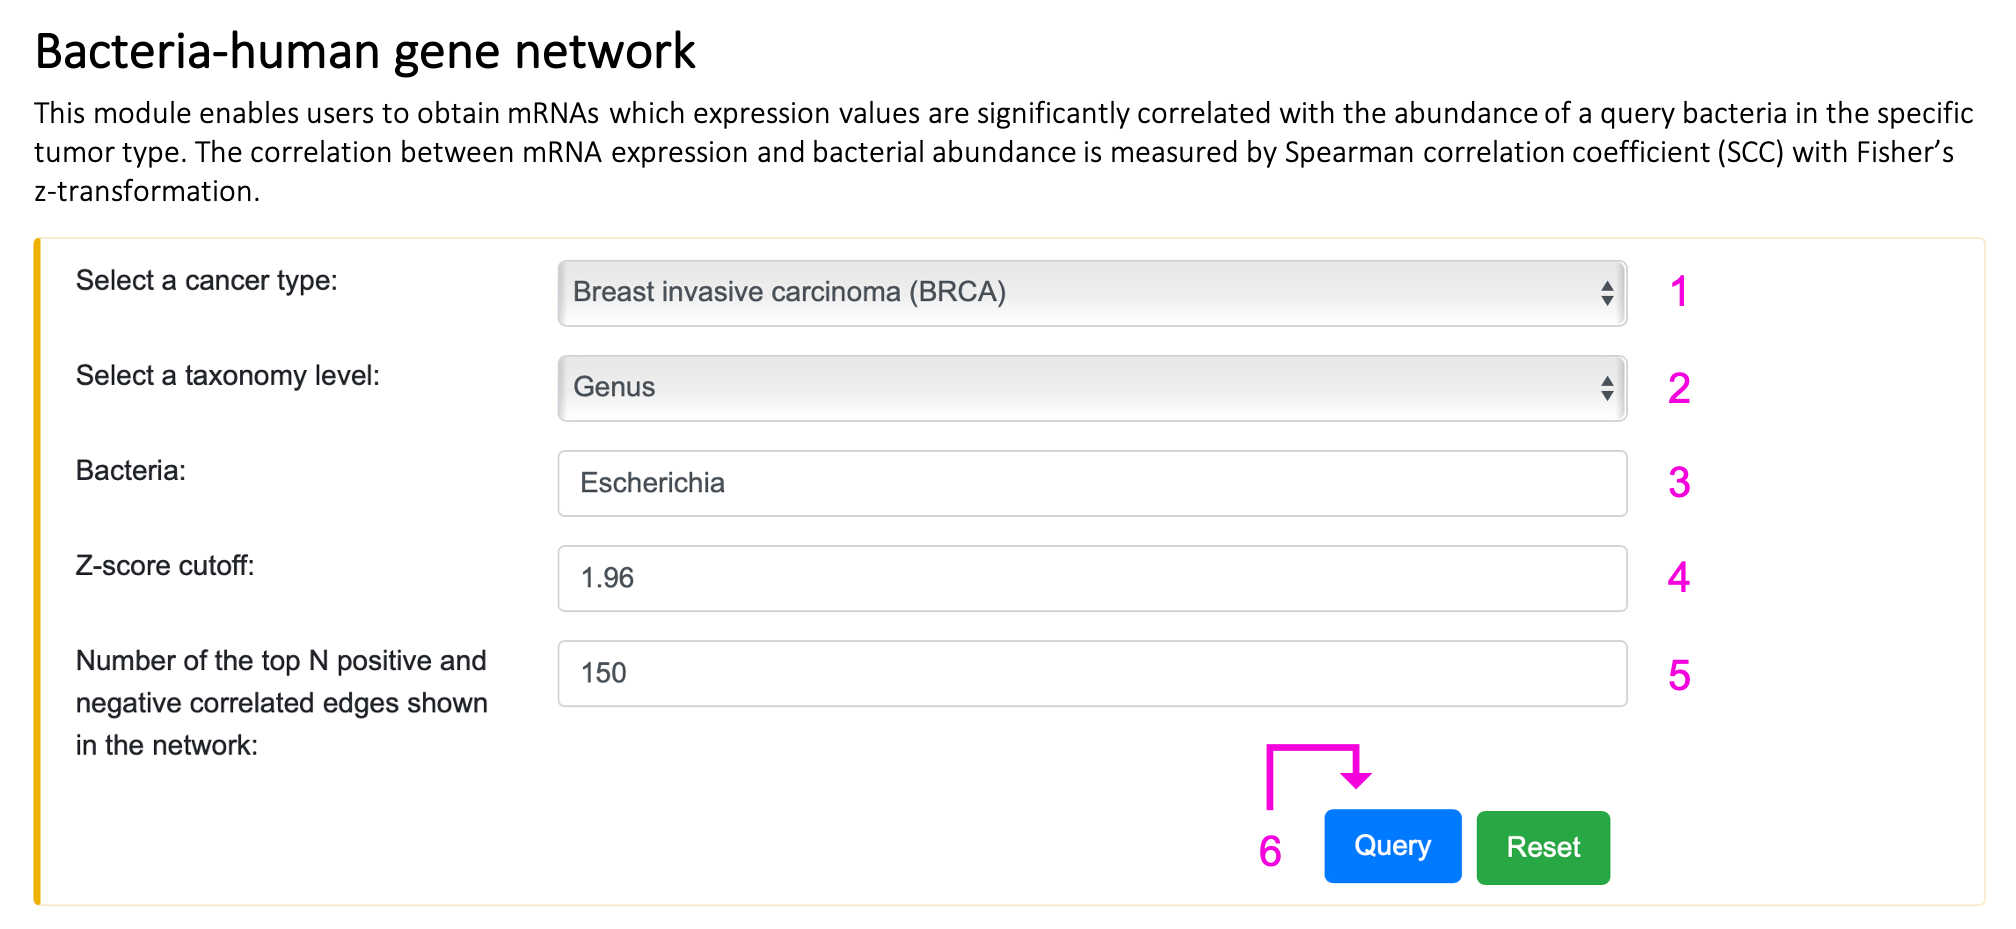 Bacteria-human gene network
This module enables users to obtain mRNAs which expression values are significantly correlated with the abundance of a query bacteria in the specific
tumor type. The correlation between mRNA expression and bacterial abundance is measured by Spearman correlation coefficient (SCC) with Fisher’s
z-transformation.
Select a cancer type:
Breast invasive carcinoma (BRCA)
1
Select a taxonomy level:
Genus
2
Bacteria:
Escherichia
3
Z-score cutoff:
1.96
4
Number of the top N positive and
negative correlated edges shown
in the network:
150
5
6
Query
Reset